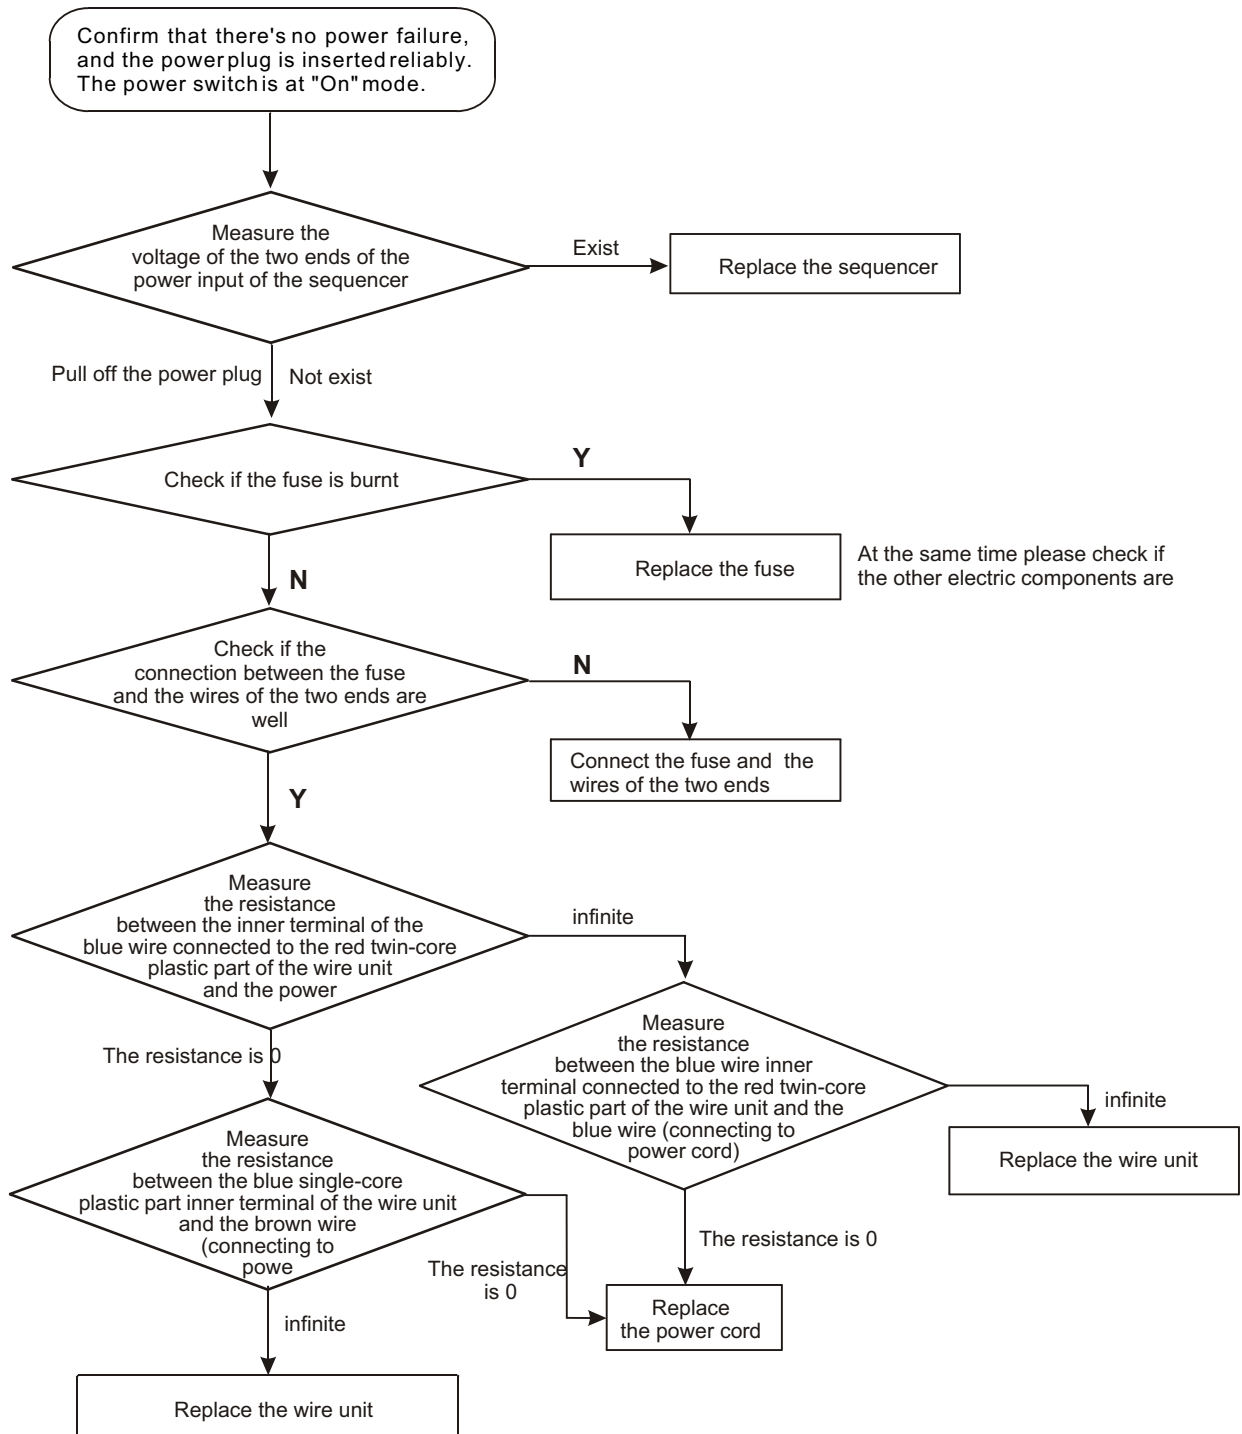 Confirm that there's no power failure,
and the power plug is inserted reliably.
The power switch is at "On" mode.
Measure the
voltage of the two ends of the
power input of the sequencer
Exist
Replace the sequencer
Pull off the power plug
Not exist
Check if the fuse is burnt
Y
Replace the fuse
At the same time please check if
the other electric components are
N
Check if the
connection between the fuse
and the wires of the two ends are
well
N
Connect the fuse and the
wires of the two ends
Y
Measure
the resistance
between the inner terminal of the
blue wire connected to the red twin-core
plastic part of the wire unit
and the power
infinite
The resistance is 0
Measure
the resistance
between the blue wire inner
terminal connected to the red twin-core
plastic part of the wire unit and the
blue wire (connecting to
power cord)
infinite
Replace the wire unit
Measure
the resistance
between the blue single-core
plastic part inner terminal of the wire unit
and the brown wire
(connecting to
powe
The resistance is 0
The resistance
is 0
Replace
the power cord
infinite
Replace the wire unit